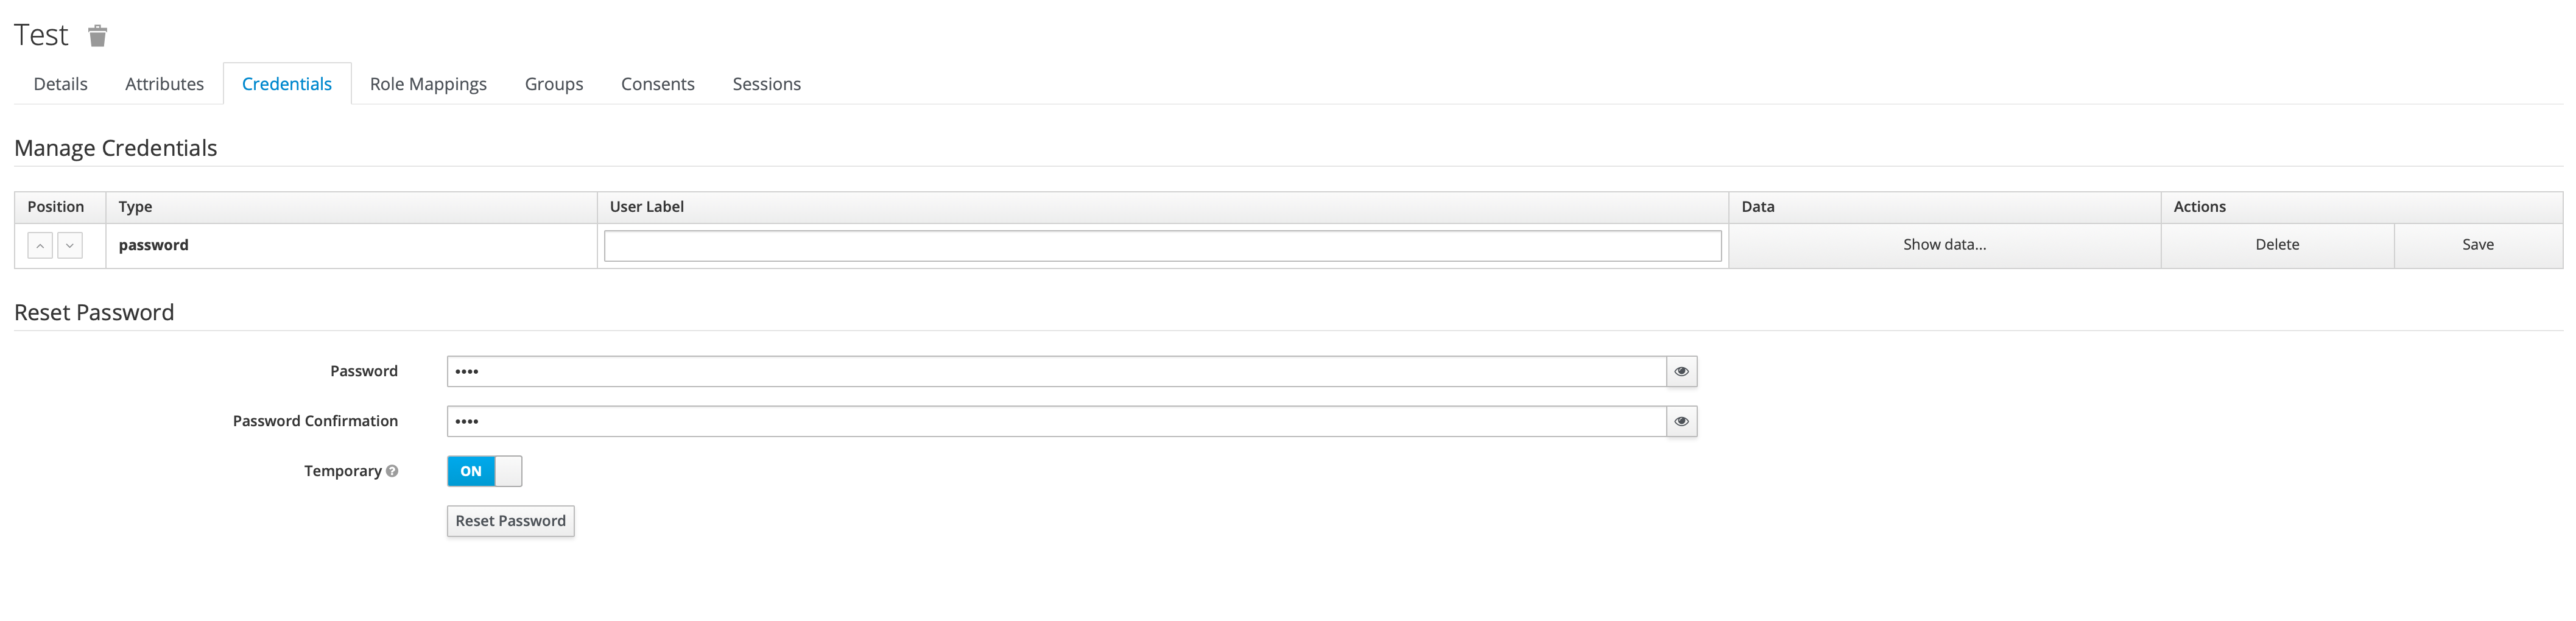 Test
Details Attributes Credentials Role Mappings Groups Consents Sessions
Manage Credentials
Position Type User Label Data Actions
password Show data... Delete Save
Reset Password
Password ••••
Password Confirmation ••••
Temporary ? ON
Reset Password